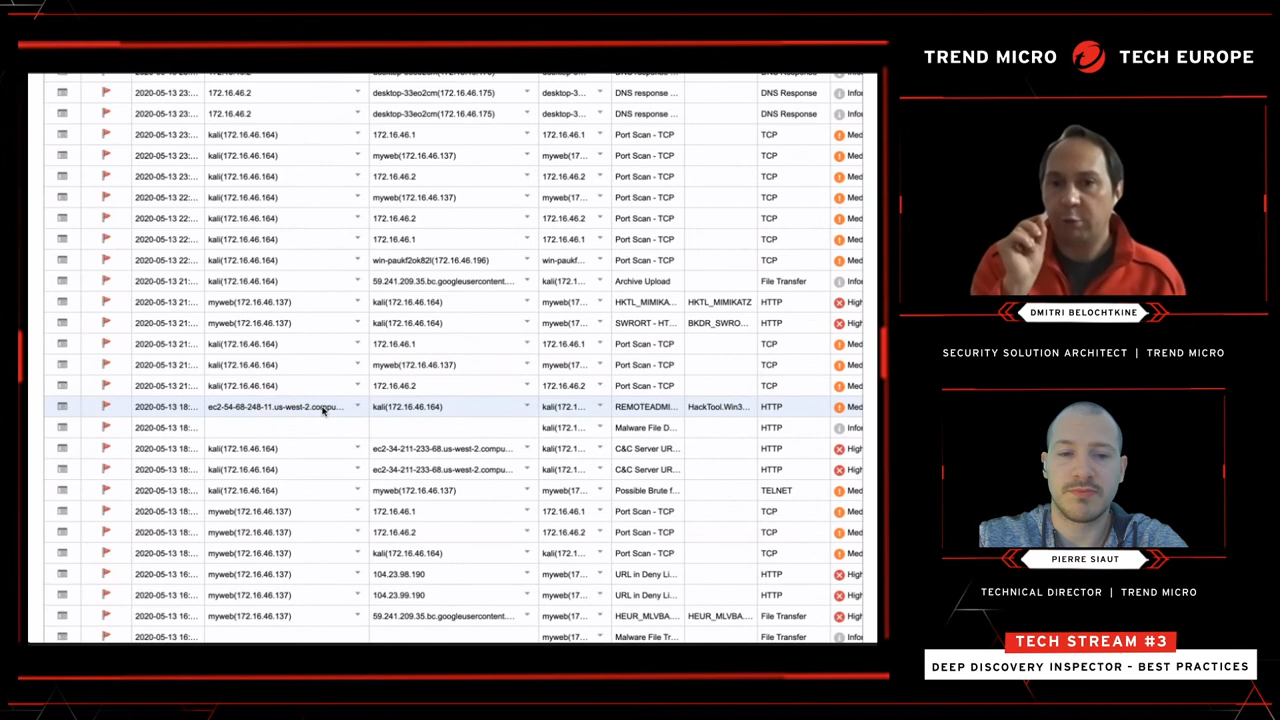 TREND MICRO TECH EUROPE
2020-05-13 23:... 172.16.46.2 desktop-33eo2cm(172.16.46.175) desktop-3... DNS response ... DNS Response Infor
2020-05-13 23:... 172.16.46.2 desktop-33eo2cm(172.16.46.175) desktop-3... DNS response ... DNS Response Infor
2020-05-13 23:... kali(172.16.46.164) 172.16.46.1 172.16.46.1 Port Scan - TCP TCP Med
2020-05-13 23:... kali(172.16.46.164) myweb(172.16.46.137) myweb(17... Port Scan - TCP TCP Med
2020-05-13 23:... kali(172.16.46.164) 172.16.46.2 172.16.46.2 Port Scan - TCP TCP Med
2020-05-13 22:... kali(172.16.46.164) myweb(172.16.46.137) myweb(17... Port Scan - TCP TCP Med
2020-05-13 22:... kali(172.16.46.164) 172.16.46.2 172.16.46.2 Port Scan - TCP TCP Med
2020-05-13 22:... kali(172.16.46.164) 172.16.46.1 172.16.46.1 Port Scan - TCP TCP Med
2020-05-13 22:... kali(172.16.46.164) win-paukf2ok82l(172.16.46.196) win-paukf... Port Scan - TCP TCP Med
2020-05-13 21:... kali(172.16.46.164) 59.241.209.35.bc.googleusercontent.... kali(172.1... Archive Upload File Transfer Infor
2020-05-13 21:... myweb(172.16.46.137) kali(172.16.46.164) myweb(17... HKTL_MIMIKA... HKTL_MIMIKATZ HTTP High
2020-05-13 21:... myweb(172.16.46.137) kali(172.16.46.164) myweb(17... SWRORT - HT... BKDR_SWRO... HTTP High
2020-05-13 21:... kali(172.16.46.164) 172.16.46.1 172.16.46.1 Port Scan - TCP TCP Med
2020-05-13 21:... kali(172.16.46.164) myweb(172.16.46.137) myweb(17... Port Scan - TCP TCP Med
2020-05-13 21:... kali(172.16.46.164) 172.16.46.2 172.16.46.2 Port Scan - TCP TCP Med
2020-05-13 18:... ec2-54-68-248-11.us-west-2.compu... kali(172.16.46.164) kali(172.1... REMOTEADMI... HackTool.Win3... HTTP Med
2020-05-13 18:... kali(172.1... Malware File D... HTTP Infor
2020-05-13 18:... kali(172.16.46.164) ec2-34-211-233-68.us-west-2.compu... kali(172.1... C&C Server UR... HTTP High
2020-05-13 18:... kali(172.16.46.164) ec2-34-211-233-68.us-west-2.compu... kali(172.1... C&C Server UR... HTTP High
2020-05-13 18:... kali(172.16.46.164) myweb(172.16.46.137) myweb(17... Possible Brute f... TELNET Med
2020-05-13 18:... myweb(172.16.46.137) 172.16.46.1 172.16.46.1 Port Scan - TCP TCP Med
2020-05-13 18:... myweb(172.16.46.137) 172.16.46.2 172.16.46.2 Port Scan - TCP TCP Med
2020-05-13 18:... myweb(172.16.46.137) kali(172.16.46.164) kali(172.1... Port Scan - TCP TCP Med
2020-05-13 16:... myweb(172.16.46.137) 104.23.98.190 myweb(17... URL in Deny Li... HTTP High
2020-05-13 16:... myweb(172.16.46.137) 104.23.99.190 myweb(17... URL in Deny Li... HTTP High
2020-05-13 16:... myweb(172.16.46.137) 59.241.209.35.bc.googleusercontent.... myweb(17... HEUR_MLVBA... HEUR_MLVBA... File Transfer High
2020-05-13 16:... myweb(17... Malware File Tr... File Transfer Infor
DMITRI BELOCHTKINE
SECURITY SOLUTION ARCHITECT | TREND MICRO
PIERRE SIAUT
TECHNICAL DIRECTOR | TREND MICRO
TECH STREAM #3
DEEP DISCOVERY INSPECTOR - BEST PRACTICES